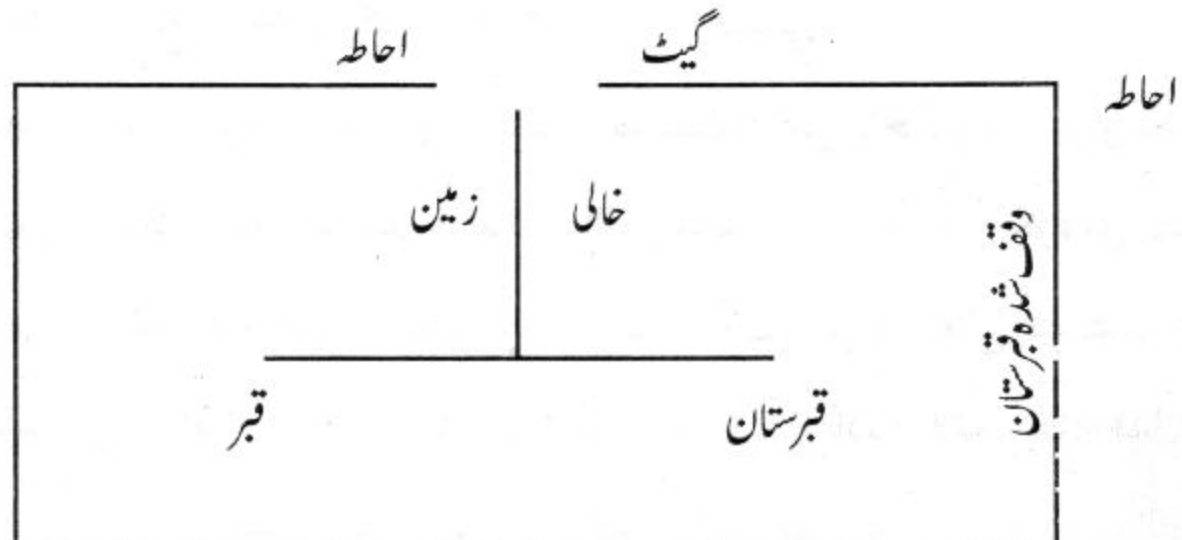 گیٹ احاطہ
احاطہ
خالی زمین
وقف شدہ قبرستان
قبرستان قبر